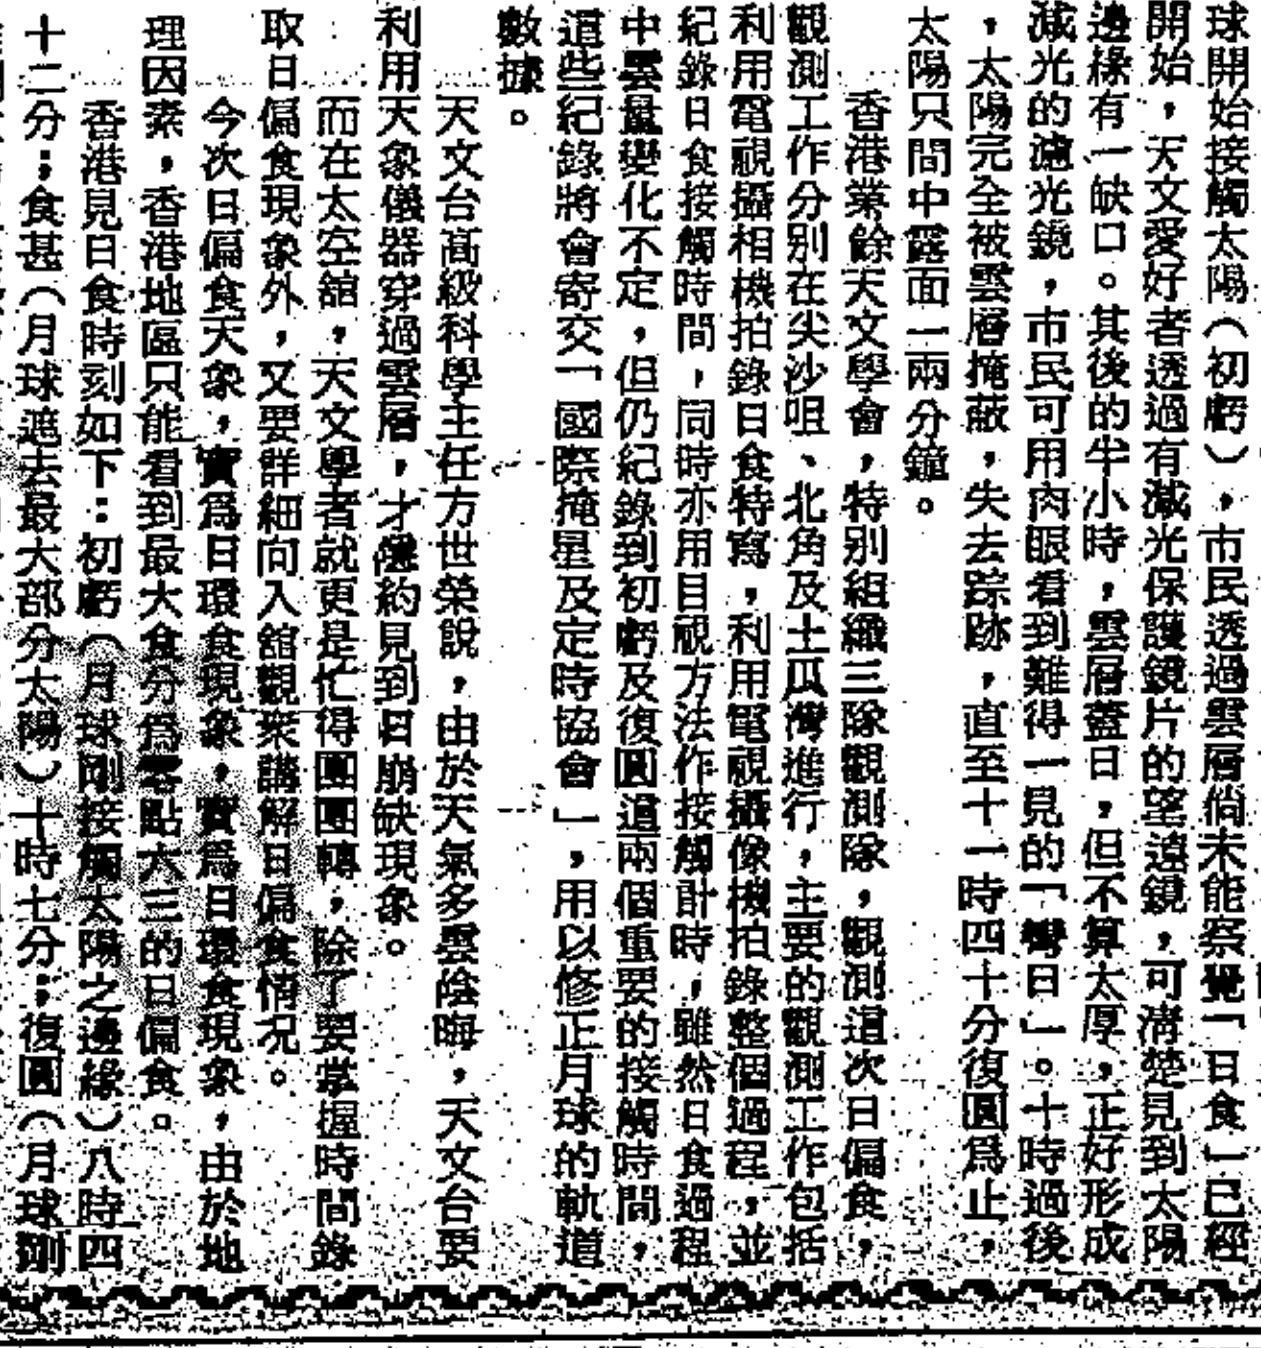 球開始接觸太陽（初虧），市民透過雲層倘未能察覺「日食」已經
開始，天文愛好者透過有減光保護鏡片的望遠鏡，可清楚見到太陽
邊緣有一缺口。其後的半小時，雲層蓋日，但不算太厚，正好形成
減光的濾光鏡，市民可用肉眼看到難得一見的「彎日」。十時過後
，太陽完全被雲層掩蔽，失去踪跡，直至十一時四十分復圓爲止，
太陽只間中露面一兩分鐘。
香港業餘天文學會，特別組織三隊觀測隊，觀測這次日偏食，
觀測工作分別在尖沙咀、北角及土瓜灣進行，主要的觀測工作包括
利用電視攝相機拍錄日食特寫，利用電視攝像機拍錄整個過程，並
紀錄日食接觸時間，同時亦用目視方法作接觸計時，雖然日食過程
中雲量變化不定，但仍紀錄到初虧及復圓這兩個重要的接觸時間，
這些紀錄將會寄交「國際掩星及定時協會」，用以修正月球的軌道
數據。
天文台高級科學主任方世榮說，由於天氣多雲陰晦，天文台要
利用天象儀器穿過雲層，才隱約見到日崩缺現象。
而在太空館，天文學者就更是忙得團團轉，除了要掌握時間錄
取日偏食現象外，又要群細向入舘觀衆講解日偏食情况。
今次日偏食天象，實爲日環食現象，實爲日環食現象，由於地
理因素，香港地區只能看到最大食分爲零點六三的日偏食。
香港見日食時刻如下：初虧（月球剛接觸太陽之邊緣）八時四
十二分；食甚（月球遮去最大部分太陽）十時七分；復圓（月球剛